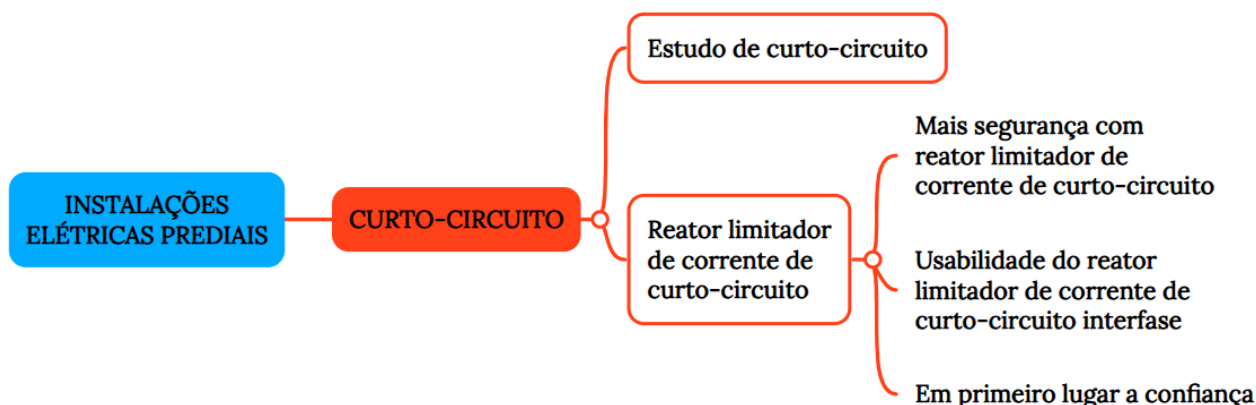 INSTALAÇÕES
ELÉTRICAS PREDIAIS
CURTO-CIRCUITO
Estudo de curto-circuito
Reator limitador
de corrente de
curto-circuito
Mais segurança com
reator limitador de
corrente de curto-circuito
Usabilidade do reator
limitador de corrente de
curto-circuito interfase
Em primeiro lugar a confiança